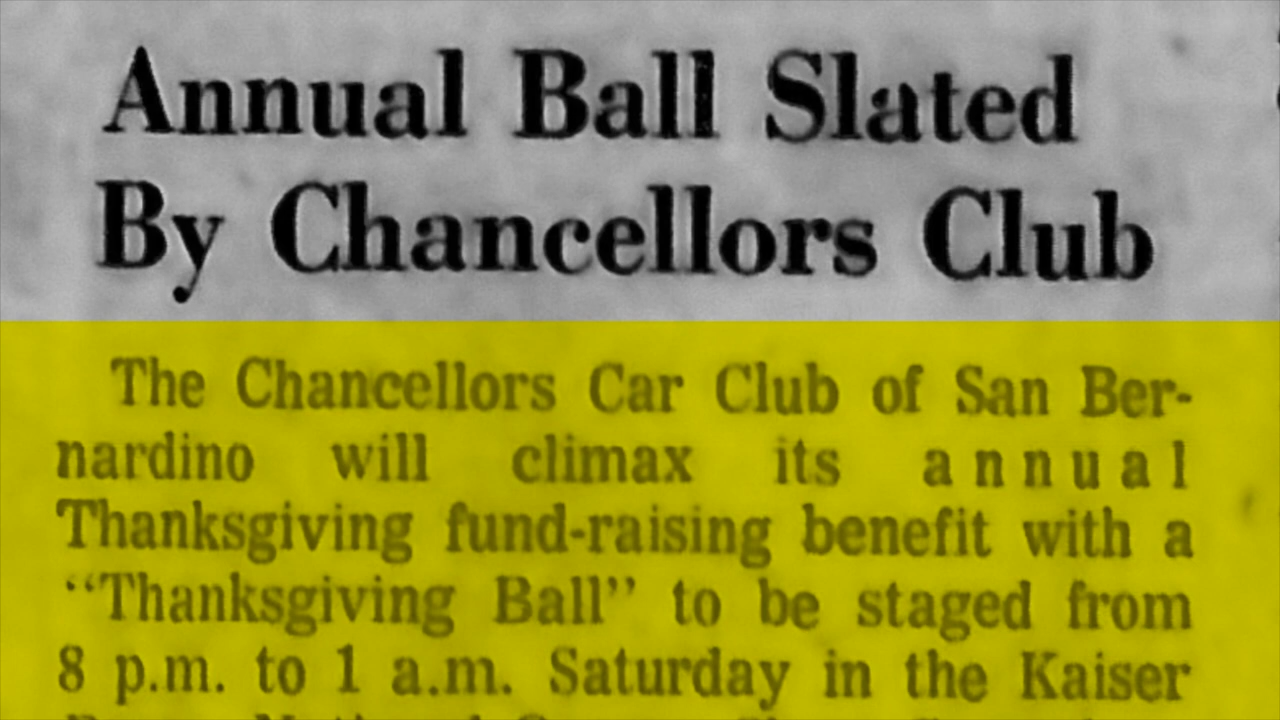 Annual Ball Slated
By Chancellors Club
The Chancellors Car Club of San Ber-
nardino will climax its annual
Thanksgiving fund-raising benefit with a
“Thanksgiving Ball” to be staged from
8 p.m. to 1 a.m. Saturday in the Kaiser